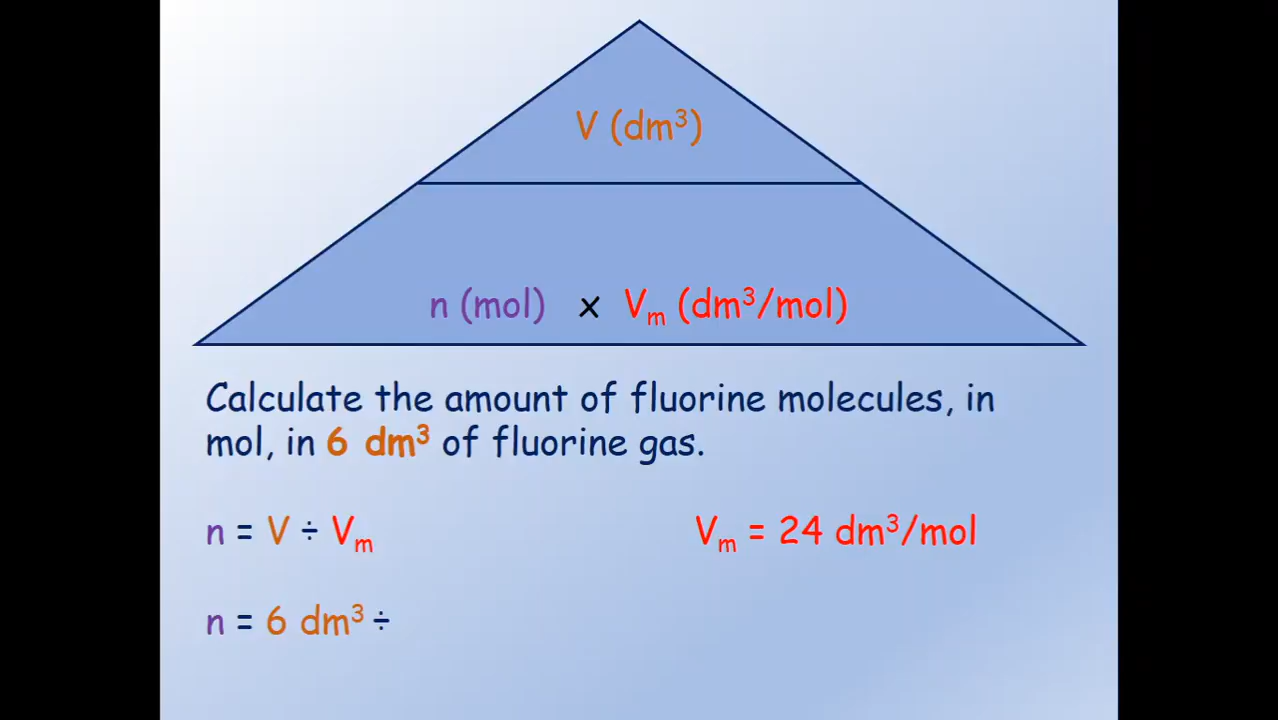 V (dm³)
n (mol) x Vₘ (dm³/mol)
Calculate the amount of fluorine molecules, in
mol, in 6 dm³ of fluorine gas.
n = V ÷ Vₘ
Vₘ = 24 dm³/mol
n = 6 dm³ ÷